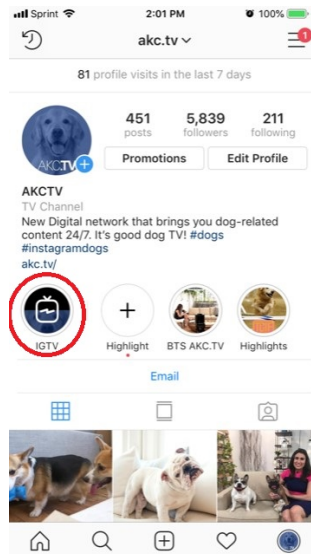 Sprint 2:01 PM 100%
akc.tv
81 profile visits in the last 7 days
451 5,839 211
posts followers following
AKC.TV
Promotions Edit Profile
AKCTV
TV Channel
New Digital network that brings you dog-related
content 24/7. It's good dog TV! #dogs
#instagramdogs
akc.tv/
IGTV Highlight BTS AKC.TV Highlights
Email